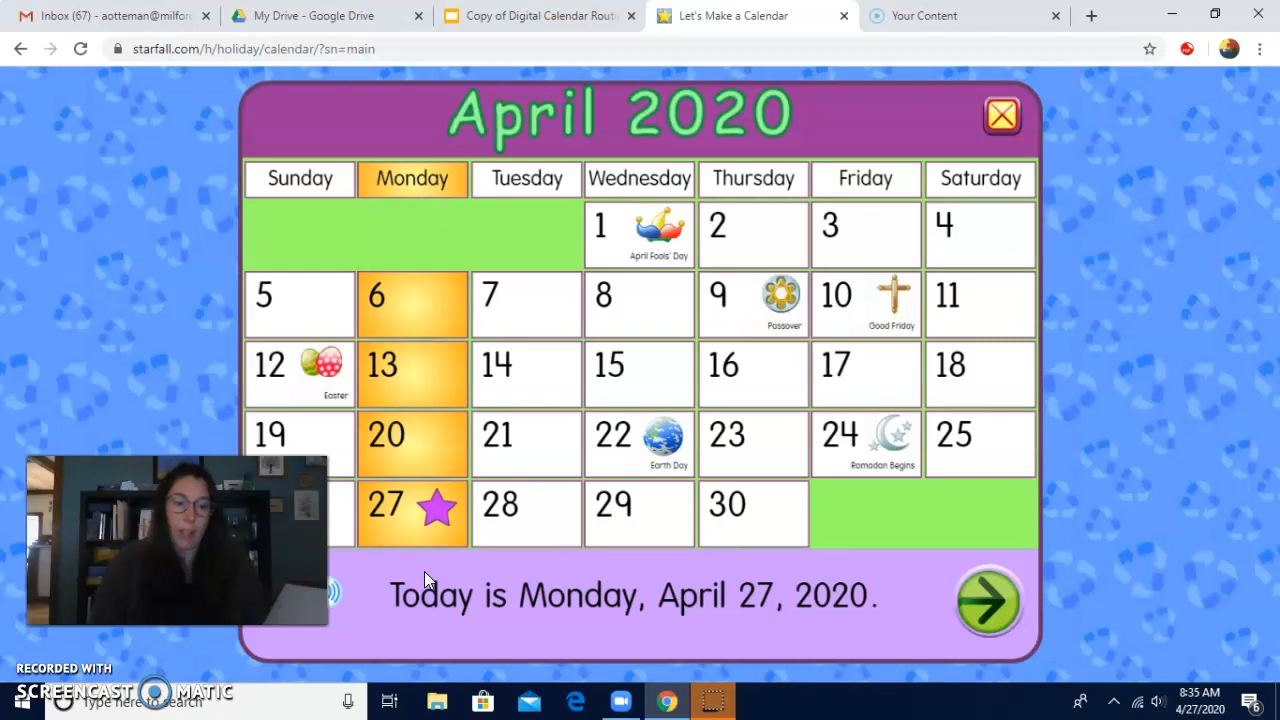 Inbox (67) - aotteman@milfor
My Drive - Google Drive
Copy of Digital Calendar Rout
Let's Make a Calendar
Your Content
starfall.com/h/holiday/calendar/?sn=main
April 2020
Sunday Monday Tuesday Wednesday Thursday Friday Saturday
1 April Fools' Day 2 3 4
5 6 7 8 9 Passover 10 Good Friday 11
12 Easter 13 14 15 16 17 18
19 20 21 22 Earth Day 23 24 Ramadan Begins 25
27 28 29 30
Today is Monday, April 27, 2020.
RECORDED WITH
SCREENCAST MATIC
Type here to search
8:35 AM
4/27/2020
6